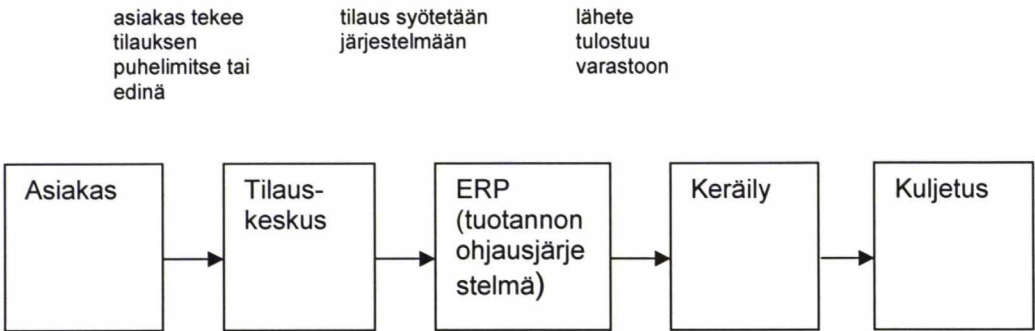 asiakas tekee
tilauksen
puhelimitse tai
edinä
tilaus syötetään
järjestelmään
lähete
tulostuu
varastoon
Asiakas
Tilaus-
keskus
ERP
(tuotannon
ohjausjärje
stelmä)
Keräily
Kuljetus